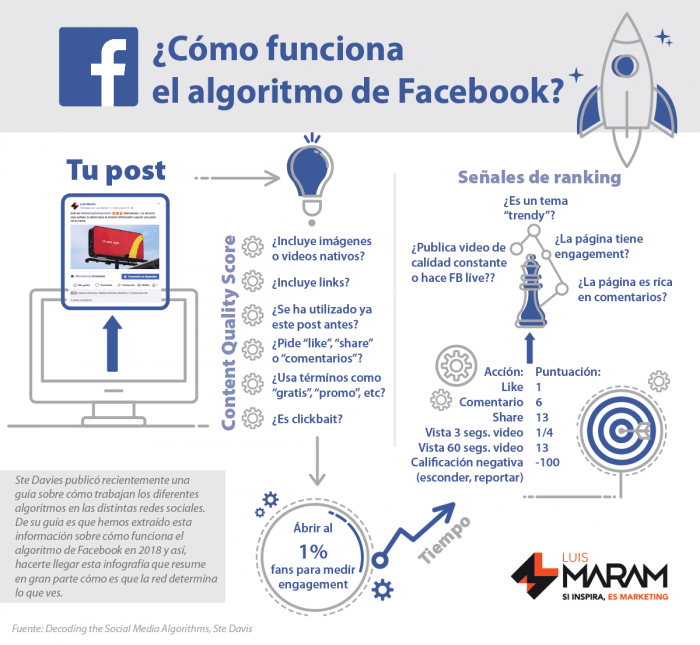 ¿Cómo funciona
el algoritmo de Facebook?
Tu post
Content Quality Score
¿Incluye imágenes
o videos nativos?
¿Incluye links?
¿Se ha utilizado ya
este post antes?
¿Pide “like”, “share”
o “comentarios”?
¿Usa términos como
“gratis”, “promo”, etc?
¿Es clickbait?
Ábrir al
1%
fans para medir
engagement
Tiempo
Señales de ranking
¿Es un tema
“trendy”?
¿Publica video de
calidad constante
o hace FB live??
¿La página tiene
engagement?
¿La página es rica
en comentarios?
Acción: Puntuación:
Like 1
Comentario 6
Share 13
Vista 3 segs. video 1/4
Vista 60 segs. video 13
Calificación negativa -100
(esconder, reportar)
Ste Davies publicó recientemente una
guía sobre cómo trabajan los diferentes
algoritmos en las distintas redes sociales.
De su guía es que hemos extraído esta
información sobre cómo funciona el
algoritmo de Facebook en 2018 y así,
hacerte llegar esta infografía que resume
en gran parte cómo es que la red determina
lo que ves.
LUIS
MARAM
SI INSPIRA, ES MARKETING
Fuente: Decoding the Social Media Algorithms, Ste Davis